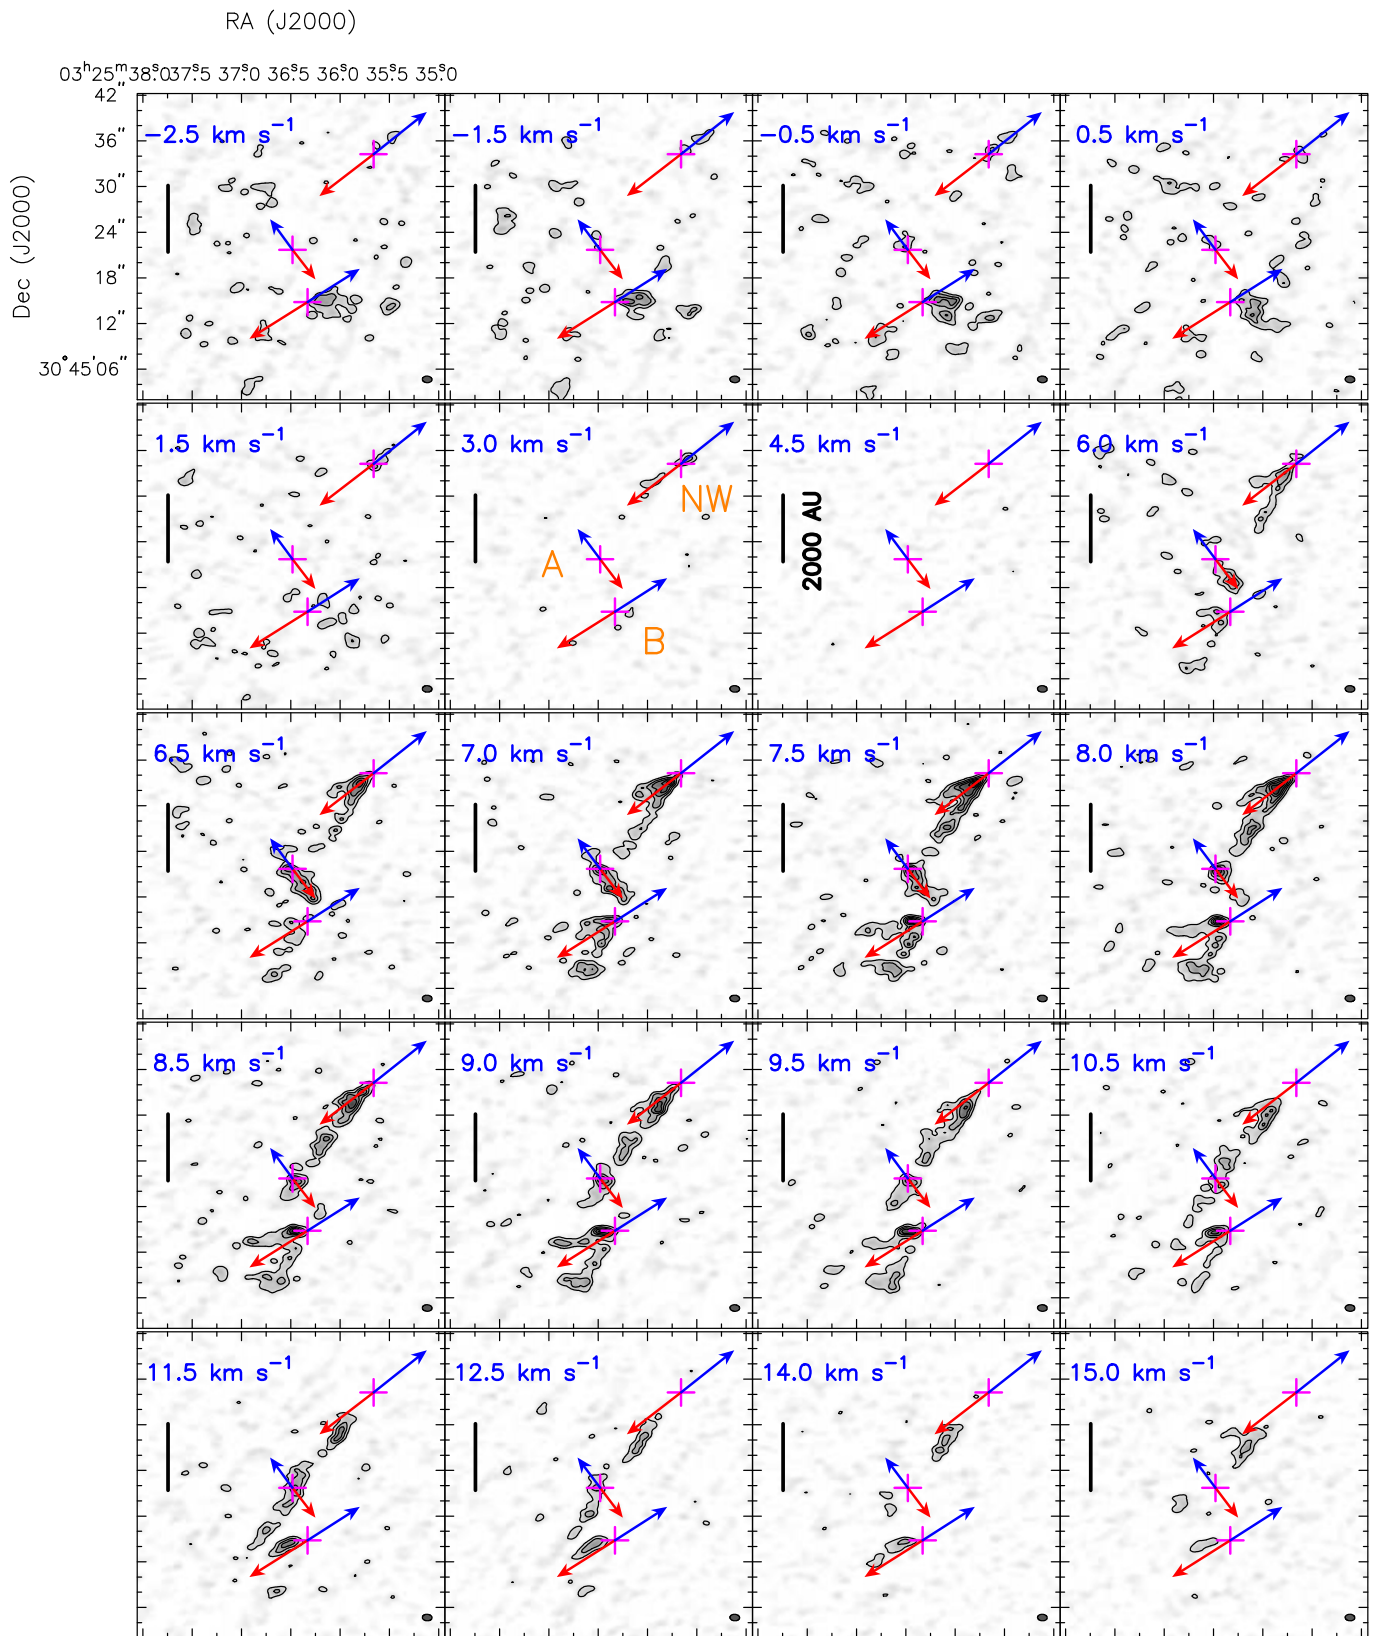 RA (J2000)
03ʰ25ᵐ38ˢ.0 37ˢ.5 37ˢ.0 36ˢ.5 36ˢ.0 35ˢ.5 35ˢ.0
Dec (J2000)
42"
36"
30"
24"
18"
12"
30°45'06"
−2.5 km s⁻¹
−1.5 km s⁻¹
−0.5 km s⁻¹
0.5 km s⁻¹
1.5 km s⁻¹
3.0 km s⁻¹
NW
A
B
4.5 km s⁻¹
2000 AU
6.0 km s⁻¹
6.5 km s⁻¹
7.0 km s⁻¹
7.5 km s⁻¹
8.0 km s⁻¹
8.5 km s⁻¹
9.0 km s⁻¹
9.5 km s⁻¹
10.5 km s⁻¹
11.5 km s⁻¹
12.5 km s⁻¹
14.0 km s⁻¹
15.0 km s⁻¹